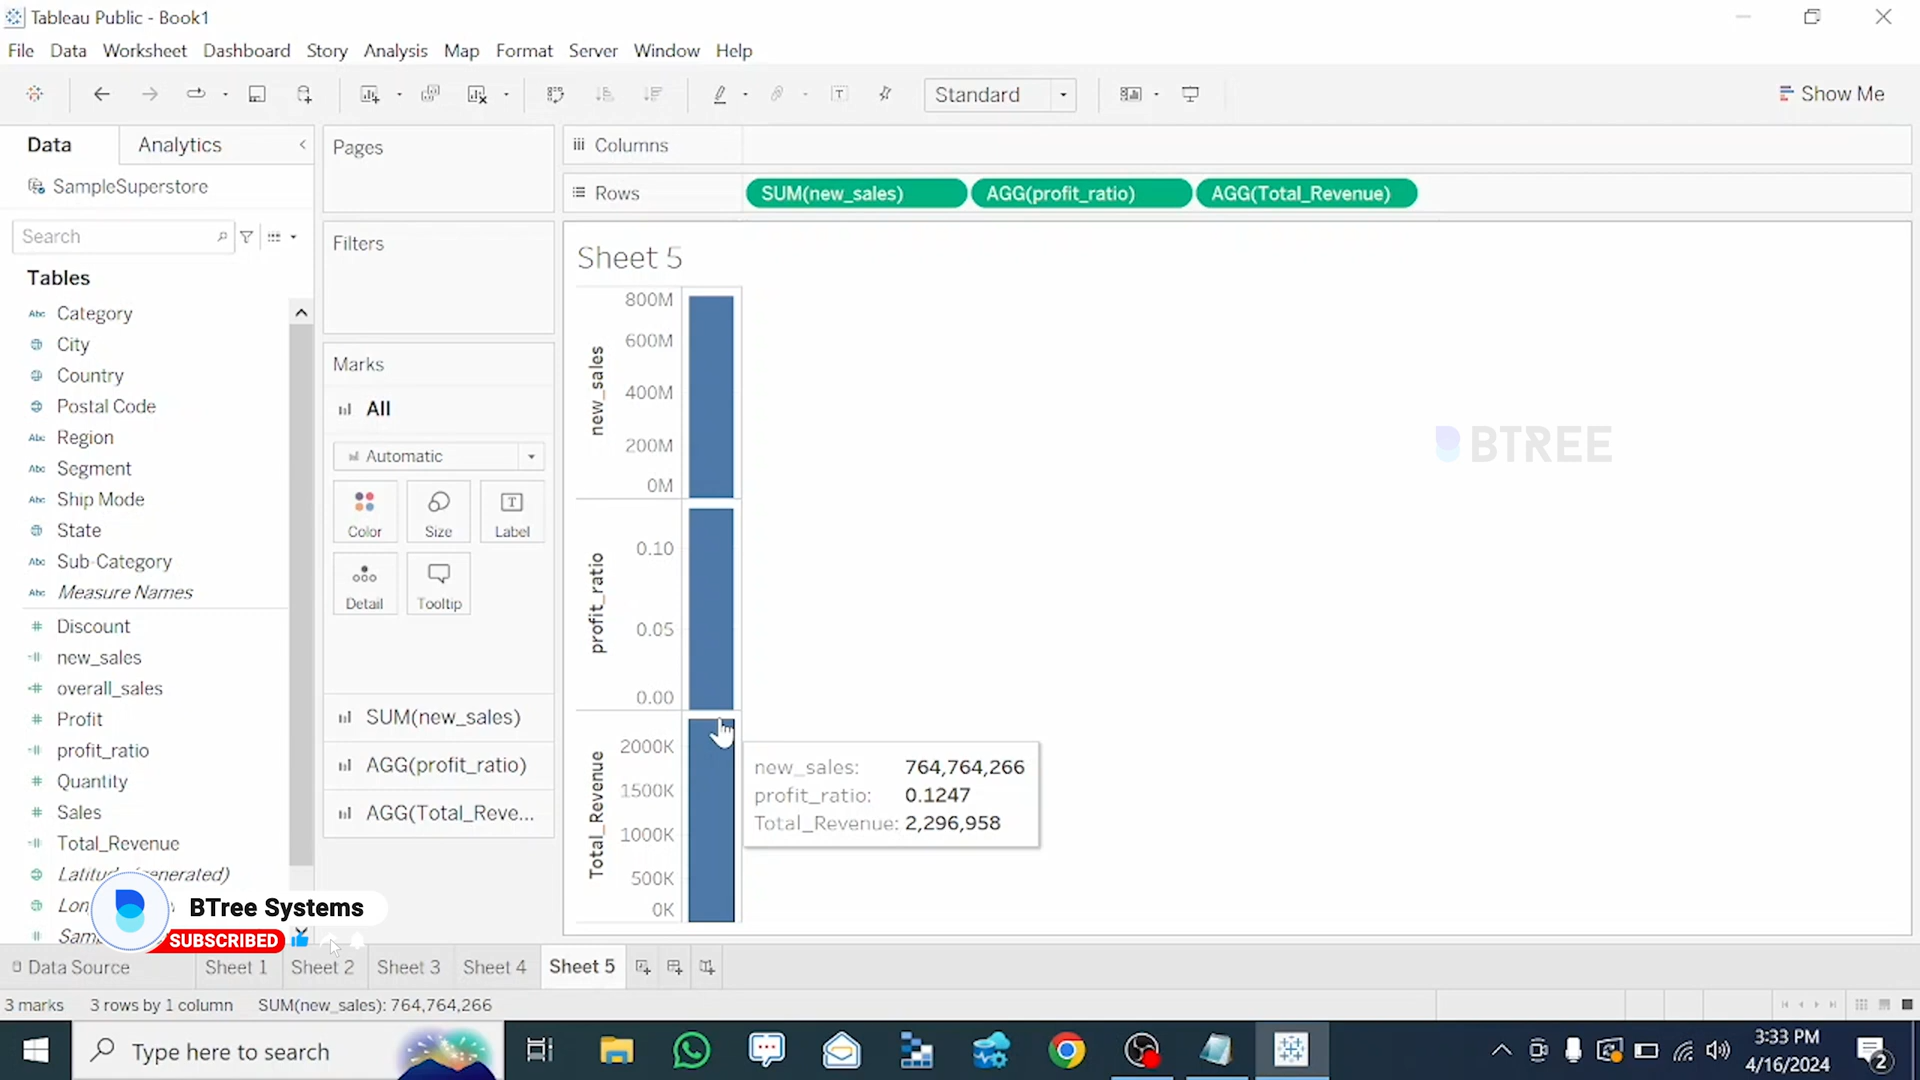 Tableau Public - Book1
File Data Worksheet Dashboard Story Analysis Map Format Server Window Help
Standard
Show Me
Data
Analytics
SampleSuperstore
Search
Tables
Abc Category
City
Country
Postal Code
Abc Region
Abc Segment
Abc Ship Mode
State
Abc Sub-Category
Abc Measure Names
# Discount
new_sales
overall_sales
# Profit
profit_ratio
# Quantity
# Sales
Total_Revenue
Pages
Filters
Marks
All
Automatic
Color
Size
Label
Detail
Tooltip
SUM(new_sales)
AGG(profit_ratio)
AGG(Total_Reve...
Columns
Rows
SUM(new_sales)
AGG(profit_ratio)
AGG(Total_Revenue)
Sheet 5
new_sales
800M
600M
400M
200M
0M
profit_ratio
0.10
0.05
0.00
Total_Revenue
2000K
1500K
1000K
500K
0K
new_sales: 764,764,266
profit_ratio: 0.1247
Total_Revenue: 2,296,958
BTREE
BTree Systems
SUBSCRIBED
Data Source
Sheet 1
Sheet 2
Sheet 3
Sheet 4
Sheet 5
3 marks
3 rows by 1 column
SUM(new_sales): 764,764,266
Type here to search
3:33 PM
4/16/2024
2